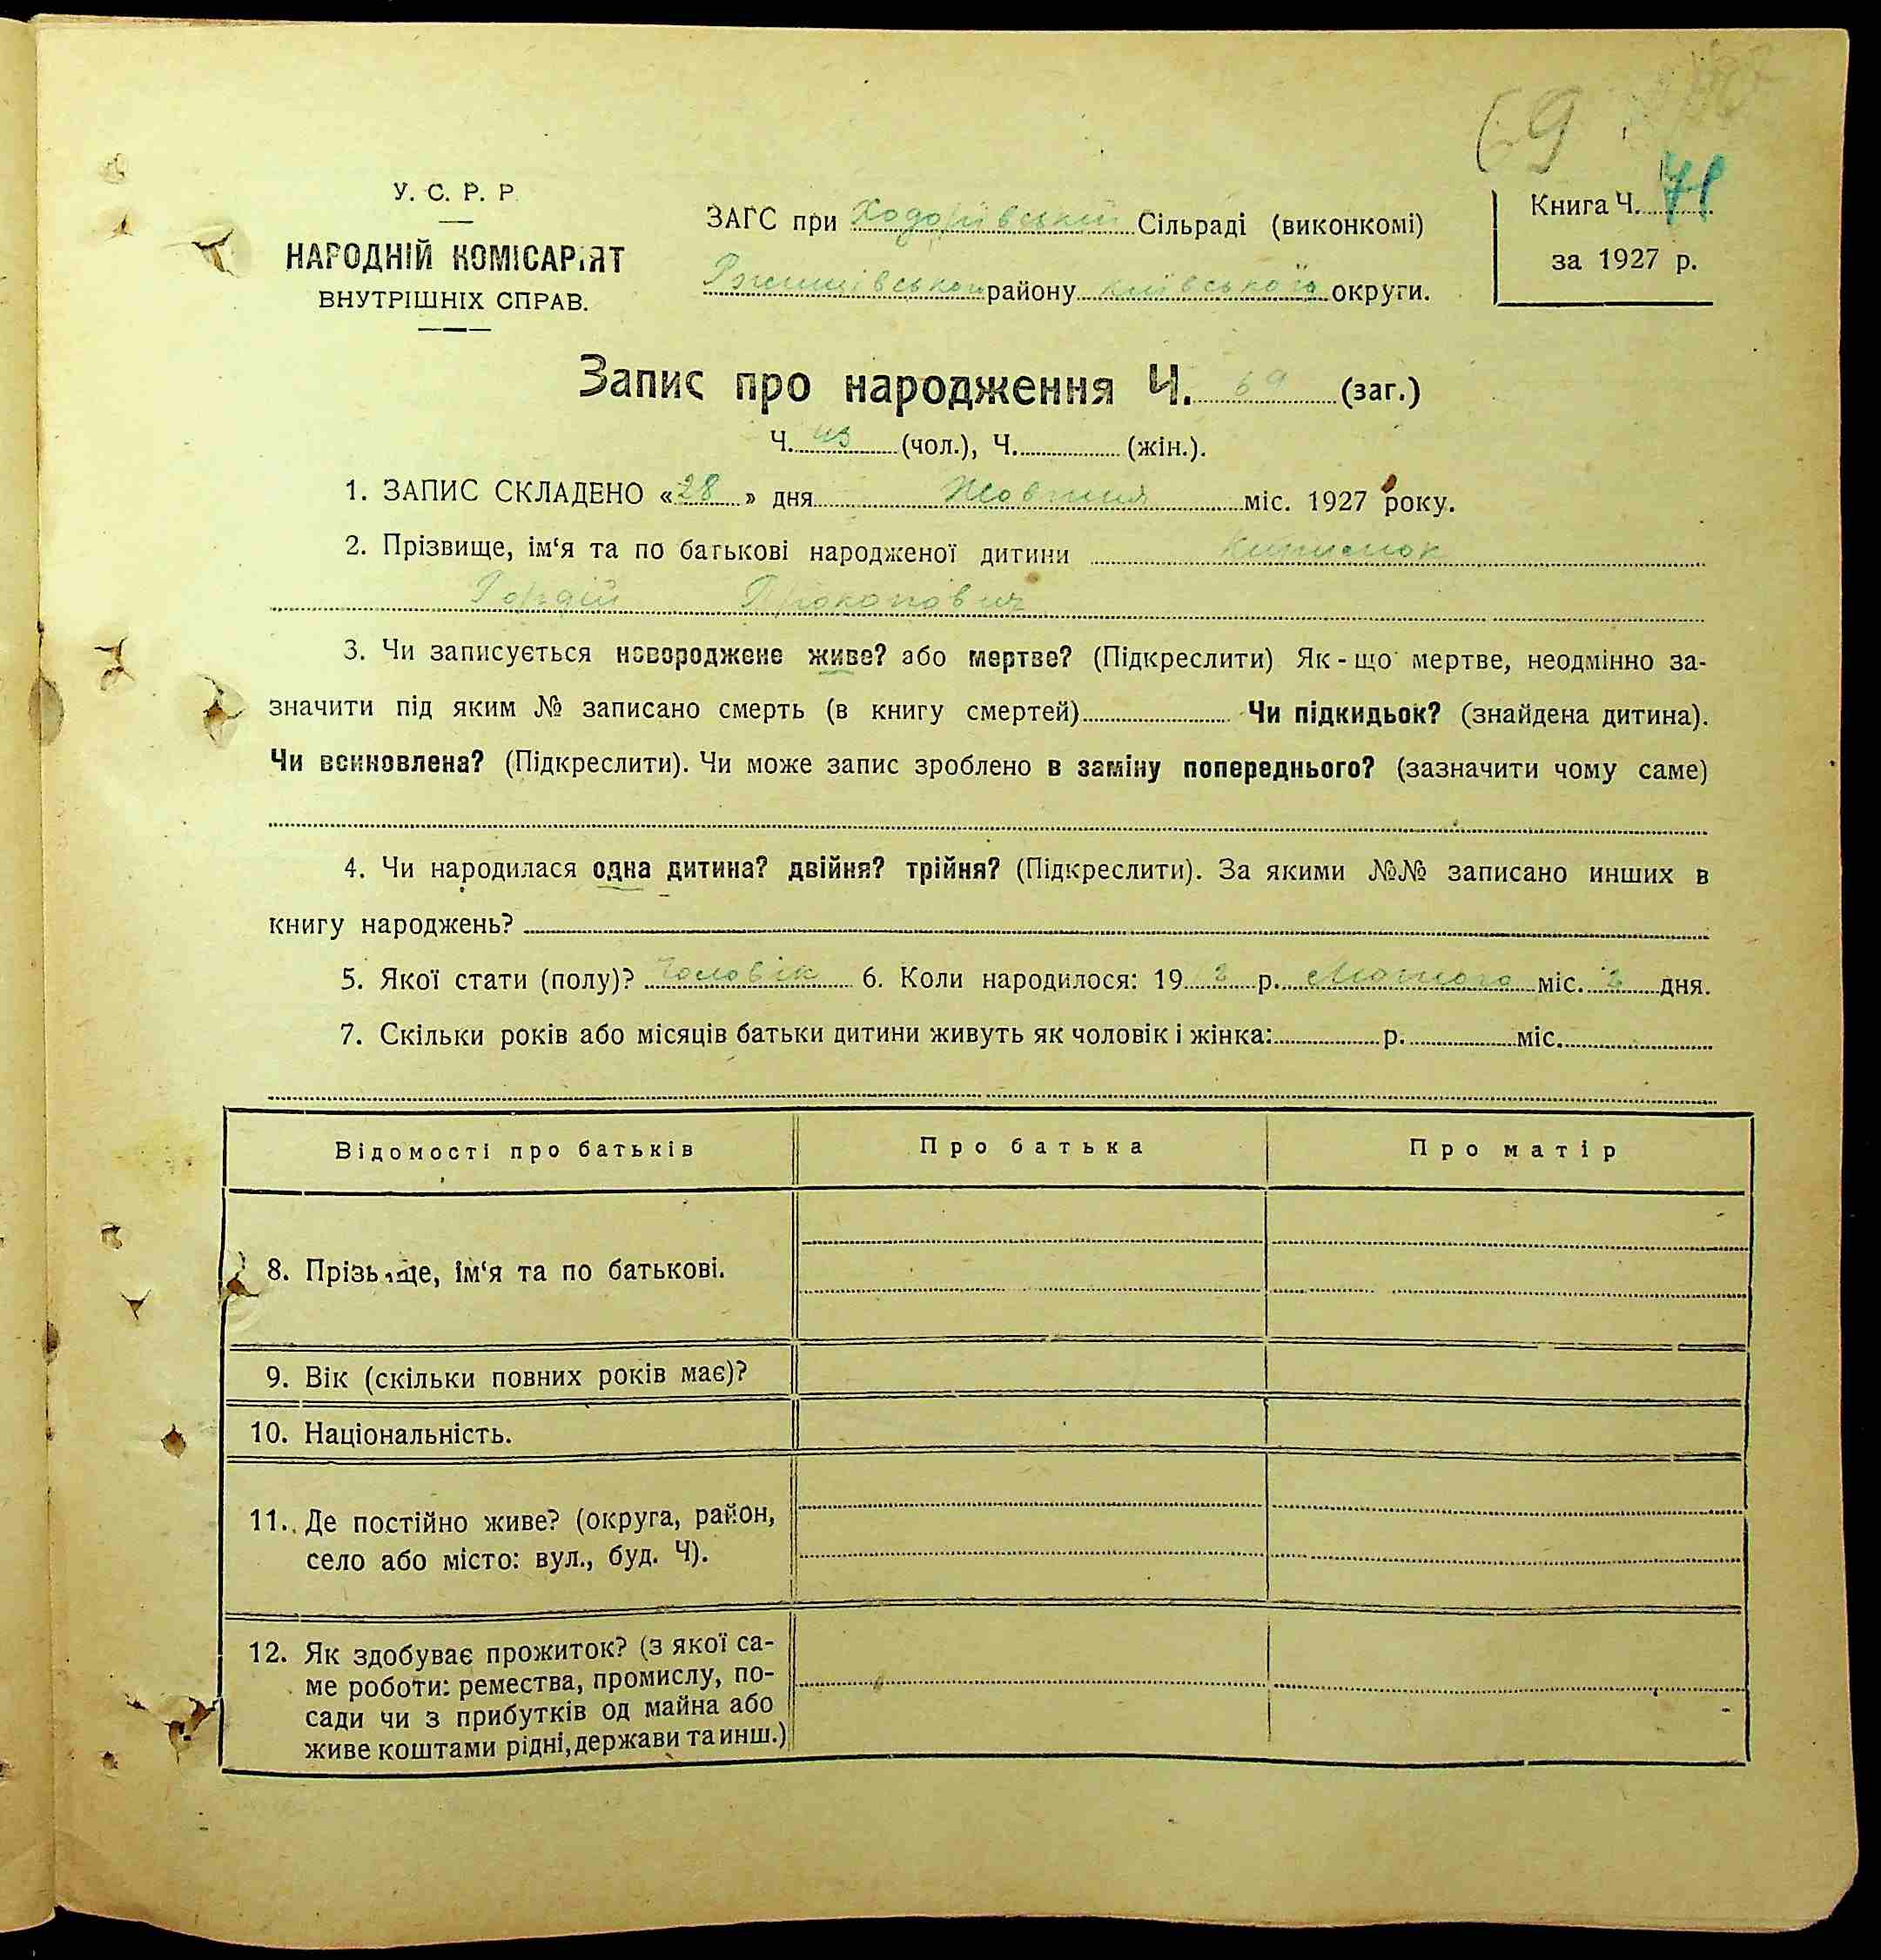 69
У. С. Р. Р.
НАРОДНІЙ КОМІСАРІЯТ
ВНУТРІШНІХ СПРАВ.
ЗАГС при Ходорівській Сільраді (виконкомі)
Ржищівського району київської округи.
Книга Ч.
за 1927 р.
Запис про народження Ч. 69 (заг.)
Ч. 43 (чол.), Ч. (жін.).
1. ЗАПИС СКЛАДЕНО «28» дня Жовтня міс. 1927 року.
2. Прізвище, ім‘я та по батькові народженої дитини
Гордій Прокопович
3. Чи записується новороджене живе? або мертве? (Підкреслити) Як-що мертве, неодмінно за-
значити під яким № записано смерть (в книгу смертей) Чи підкидьок? (знайдена дитина).
Чи всиновлена? (Підкреслити). Чи може запис зроблено в заміну попереднього? (зазначити чому саме)
4. Чи народилася одна дитина? двійня? трійня? (Підкреслити). За якими №№ записано инших в
книгу народжень?
5. Якої стати (полу)? Чоловік 6. Коли народилося: 19 2 р. Лютого міс. 2 дня.
7. Скільки років або місяців батьки дитини живуть як чоловік і жінка: р. міс.
Відомості про батьків Про батька Про матір
8. Прізвище, ім‘я та по батькові.
9. Вік (скільки повних років має)?
10. Національність.
11. Де постійно живе? (округа, район,
село або місто: вул., буд. Ч).
12. Як здобуває прожиток? (з якої са-
ме роботи: ремества, промислу, по-
сади чи з прибутків од майна або
живе коштами рідні, держави та инш.)